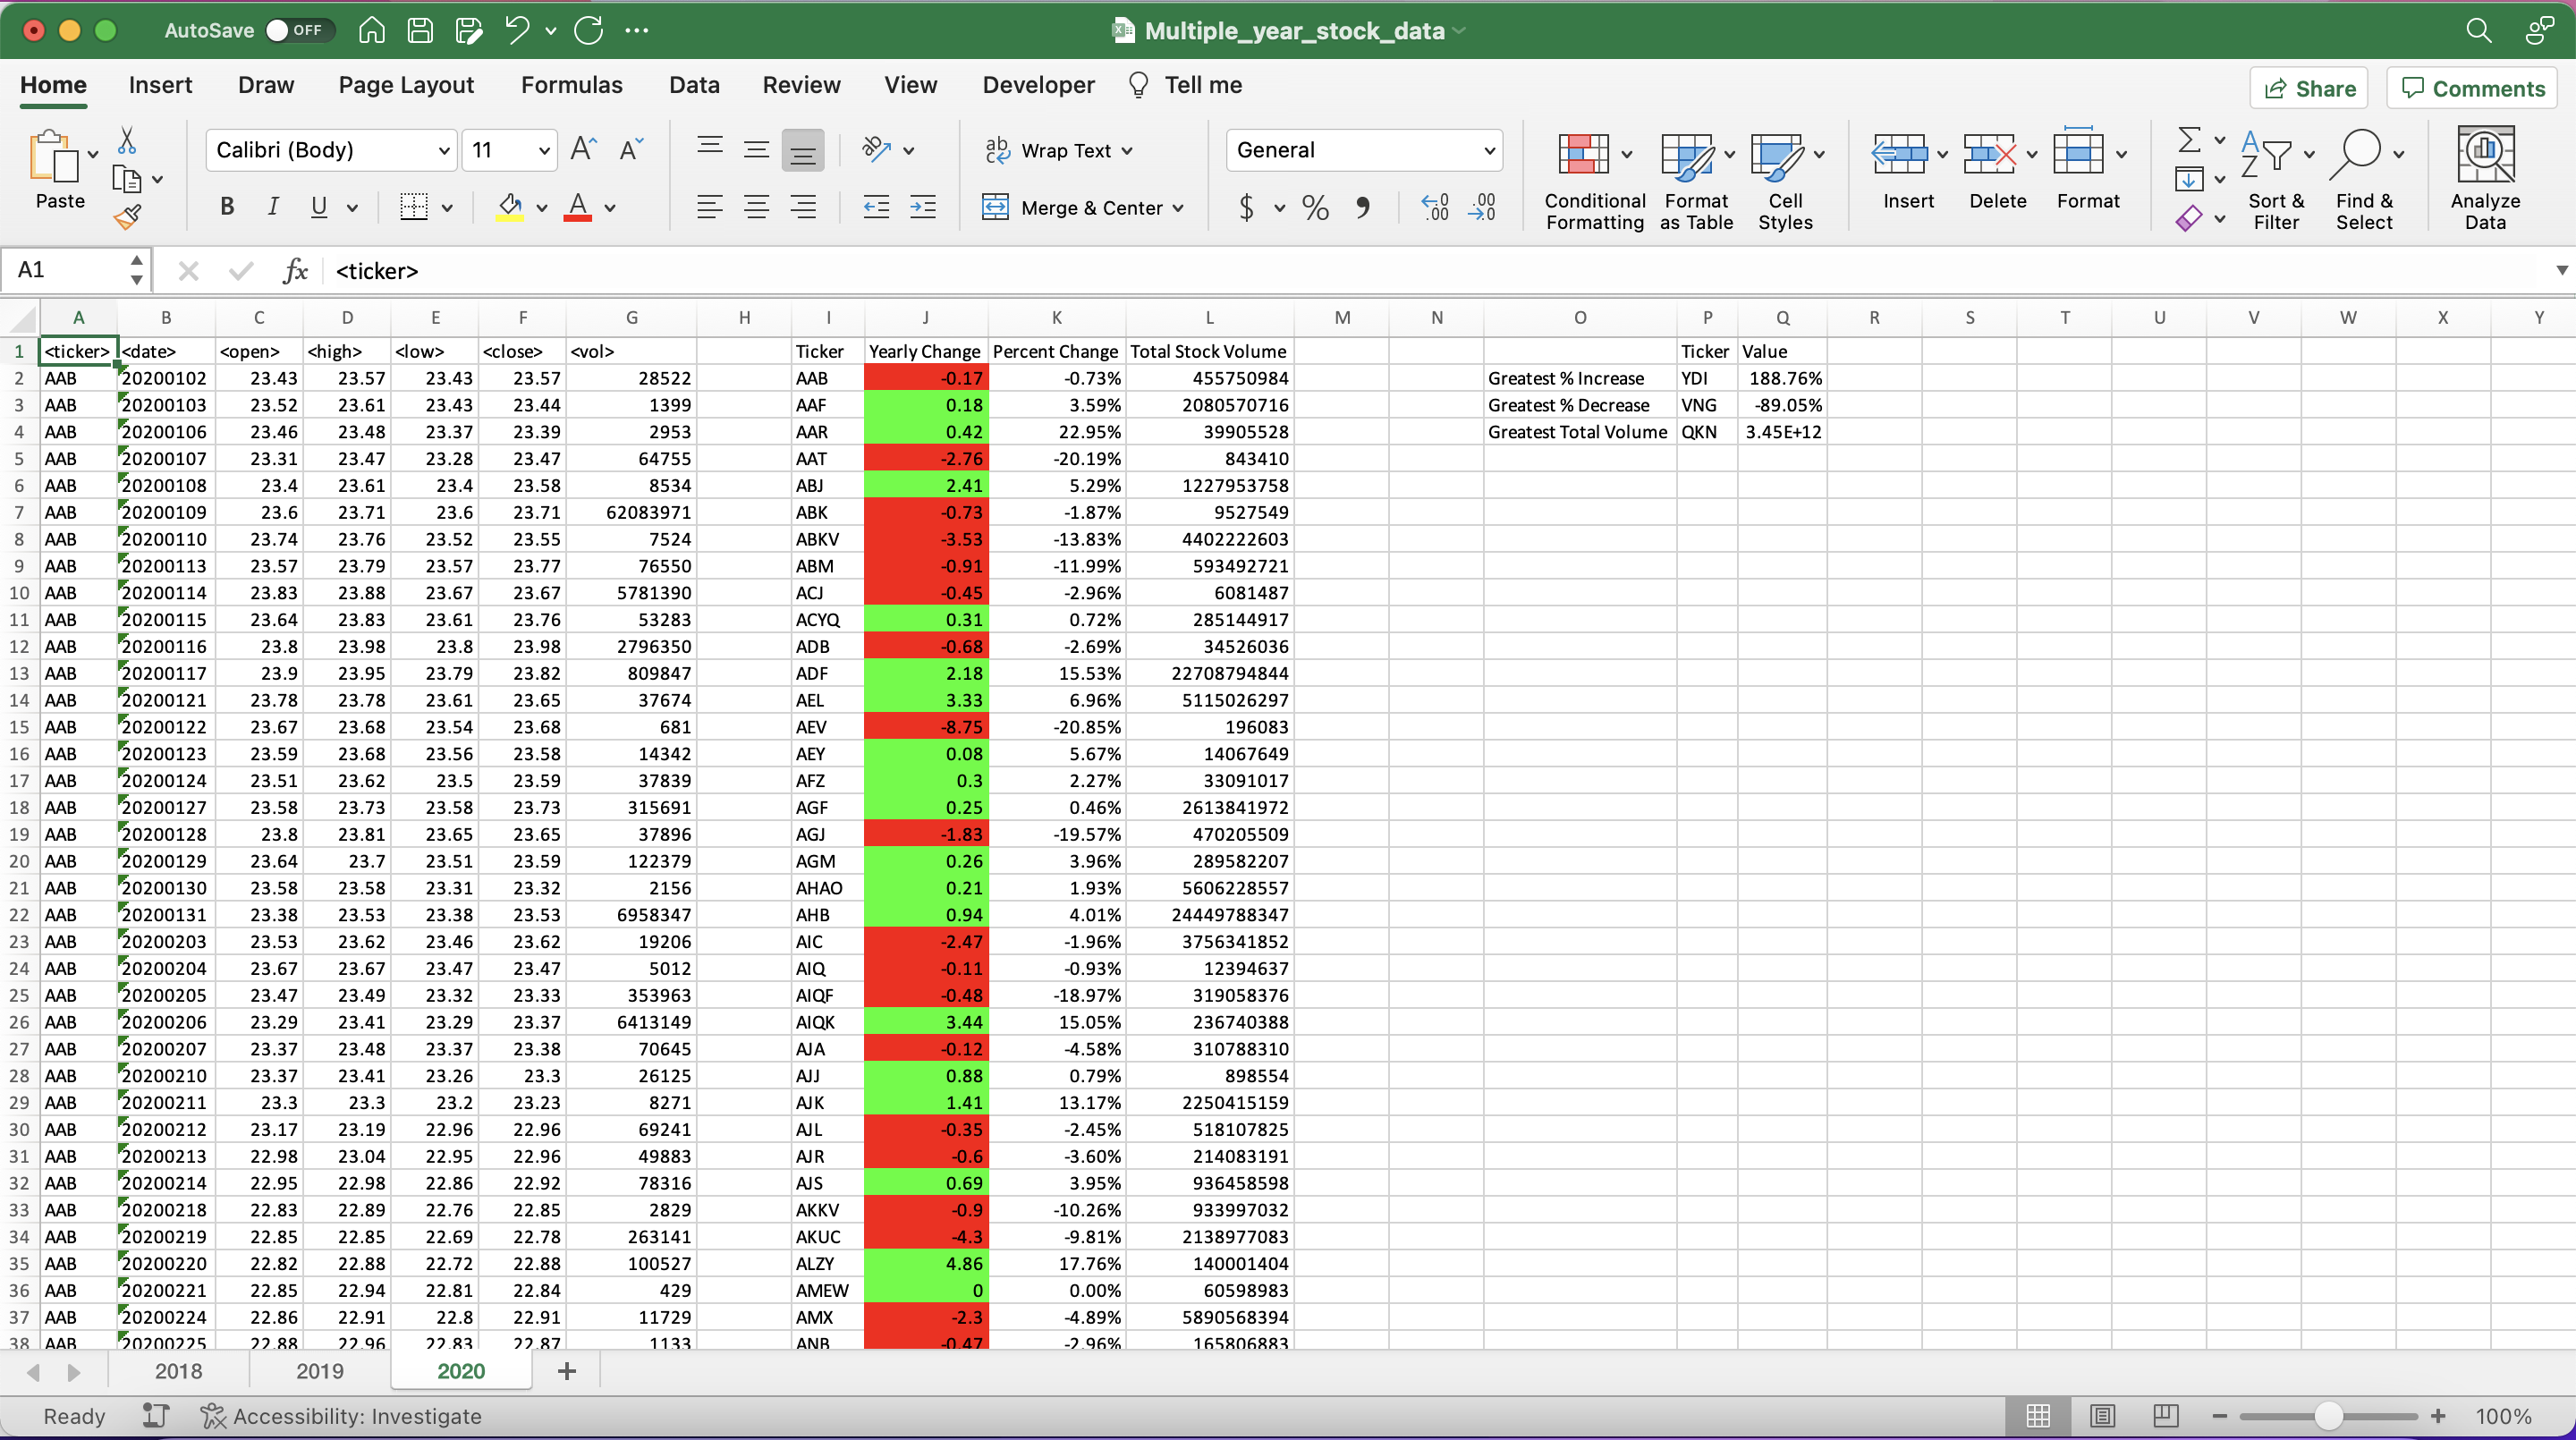 AutoSave OFF Multiple_year_stock_data
Home Insert Draw Page Layout Formulas Data Review View Developer Tell me Share Comments
Paste
Calibri (Body) 11
B I U
Wrap Text
Merge & Center
General
$ %
Conditional Formatting
Format as Table
Cell Styles
Insert Delete Format
Sort & Filter
Find & Select
Analyze Data
A1 fx <ticker>
A B C D E F G H I J K L M N O P Q R S T U V W X Y
1 <ticker> <date> <open> <high> <low> <close> <vol> Ticker Yearly Change Percent Change Total Stock Volume Ticker Value
2 AAB 20200102 23.43 23.57 23.43 23.57 28522 AAB -0.17 -0.73% 455750984 Greatest % Increase YDI 188.76%
3 AAB 20200103 23.52 23.61 23.43 23.44 1399 AAF 0.18 3.59% 2080570716 Greatest % Decrease VNG -89.05%
4 AAB 20200106 23.46 23.48 23.37 23.39 2953 AAR 0.42 22.95% 39905528 Greatest Total Volume QKN 3.45E+12
5 AAB 20200107 23.31 23.47 23.28 23.47 64755 AAT -2.76 -20.19% 843410
6 AAB 20200108 23.4 23.61 23.4 23.58 8534 ABJ 2.41 5.29% 1227953758
7 AAB 20200109 23.6 23.71 23.6 23.71 62083971 ABK -0.73 -1.87% 9527549
8 AAB 20200110 23.74 23.76 23.52 23.55 7524 ABKV -3.53 -13.83% 4402222603
9 AAB 20200113 23.57 23.79 23.57 23.77 76550 ABM -0.91 -11.99% 593492721
10 AAB 20200114 23.83 23.88 23.67 23.67 5781390 ACJ -0.45 -2.96% 6081487
11 AAB 20200115 23.64 23.83 23.61 23.76 53283 ACYQ 0.31 0.72% 285144917
12 AAB 20200116 23.8 23.98 23.8 23.98 2796350 ADB -0.68 -2.69% 34526036
13 AAB 20200117 23.9 23.95 23.79 23.82 809847 ADF 2.18 15.53% 22708794844
14 AAB 20200121 23.78 23.78 23.61 23.65 37674 AEL 3.33 6.96% 5115026297
15 AAB 20200122 23.67 23.68 23.54 23.68 681 AEV -8.75 -20.85% 196083
16 AAB 20200123 23.59 23.68 23.56 23.58 14342 AEY 0.08 5.67% 14067649
17 AAB 20200124 23.51 23.62 23.5 23.59 37839 AFZ 0.3 2.27% 33091017
18 AAB 20200127 23.58 23.73 23.58 23.73 315691 AGF 0.25 0.46% 2613841972
19 AAB 20200128 23.8 23.81 23.65 23.65 37896 AGJ -1.83 -19.57% 470205509
20 AAB 20200129 23.64 23.7 23.51 23.59 122379 AGM 0.26 3.96% 289582207
21 AAB 20200130 23.58 23.58 23.31 23.32 2156 AHAO 0.21 1.93% 5606228557
22 AAB 20200131 23.38 23.53 23.38 23.53 6958347 AHB 0.94 4.01% 24449788347
23 AAB 20200203 23.53 23.62 23.46 23.62 19206 AIC -2.47 -1.96% 3756341852
24 AAB 20200204 23.67 23.67 23.47 23.47 5012 AIQ -0.11 -0.93% 12394637
25 AAB 20200205 23.47 23.49 23.32 23.33 353963 AIQF -0.48 -18.97% 319058376
26 AAB 20200206 23.29 23.41 23.29 23.37 6413149 AIQK 3.44 15.05% 236740388
27 AAB 20200207 23.37 23.48 23.37 23.38 70645 AJA -0.12 -4.58% 310788310
28 AAB 20200210 23.37 23.41 23.26 23.3 26125 AJJ 0.88 0.79% 898554
29 AAB 20200211 23.3 23.3 23.2 23.23 8271 AJK 1.41 13.17% 2250415159
30 AAB 20200212 23.17 23.19 22.96 22.96 69241 AJL -0.35 -2.45% 518107825
31 AAB 20200213 22.98 23.04 22.95 22.96 49883 AJR -0.6 -3.60% 214083191
32 AAB 20200214 22.95 22.98 22.86 22.92 78316 AJS 0.69 3.95% 936458598
33 AAB 20200218 22.83 22.89 22.76 22.85 2829 AKKV -0.9 -10.26% 933997032
34 AAB 20200219 22.85 22.85 22.69 22.78 263141 AKUC -4.3 -9.81% 2138977083
35 AAB 20200220 22.82 22.88 22.72 22.88 100527 ALZY 4.86 17.76% 140001404
36 AAB 20200221 22.85 22.94 22.81 22.84 429 AMEW 0 0.00% 60598983
37 AAB 20200224 22.86 22.91 22.8 22.91 11729 AMX -2.3 -4.89% 5890568394
38 AAB 20200225 22.88 22.96 22.83 22.87 1133 ANB -0.47 -2.96% 165806883
2018 2019 2020
Ready Accessibility: Investigate 100%